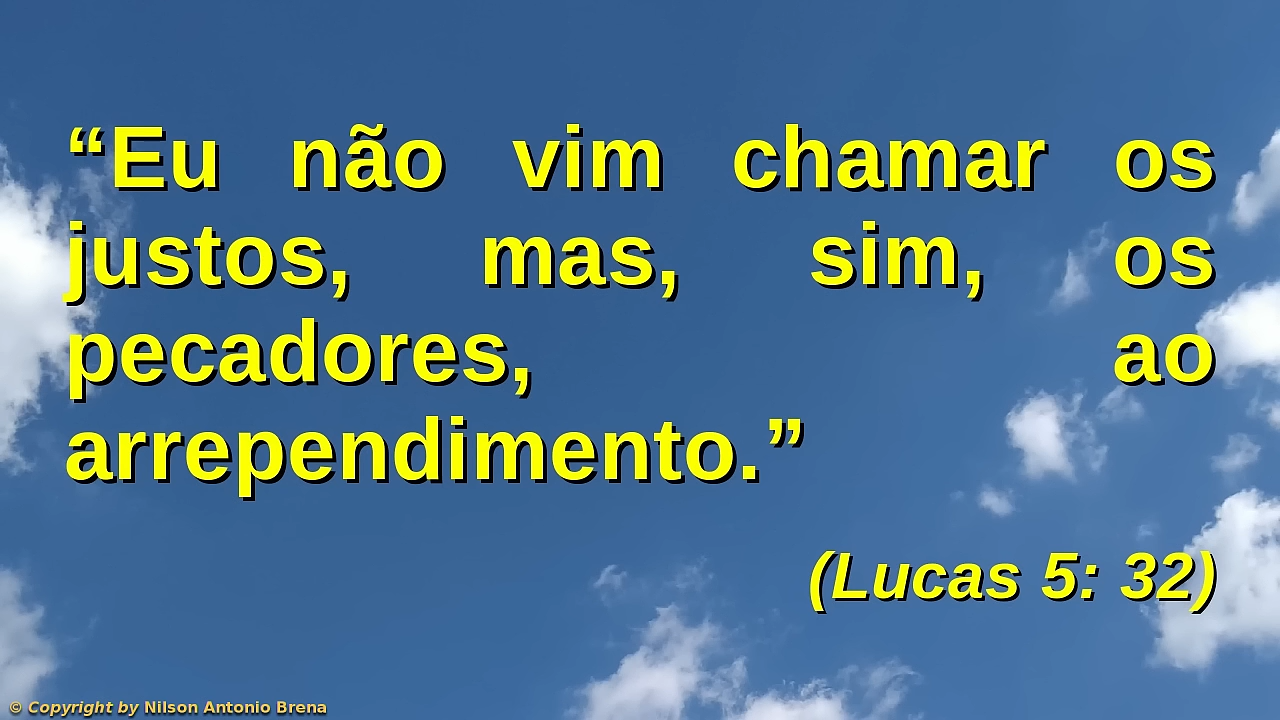 “Eu não vim chamar os
justos, mas, sim, os
pecadores, ao
arrependimento.”
(Lucas 5: 32)
© Copyright by Nilson Antonio Brena